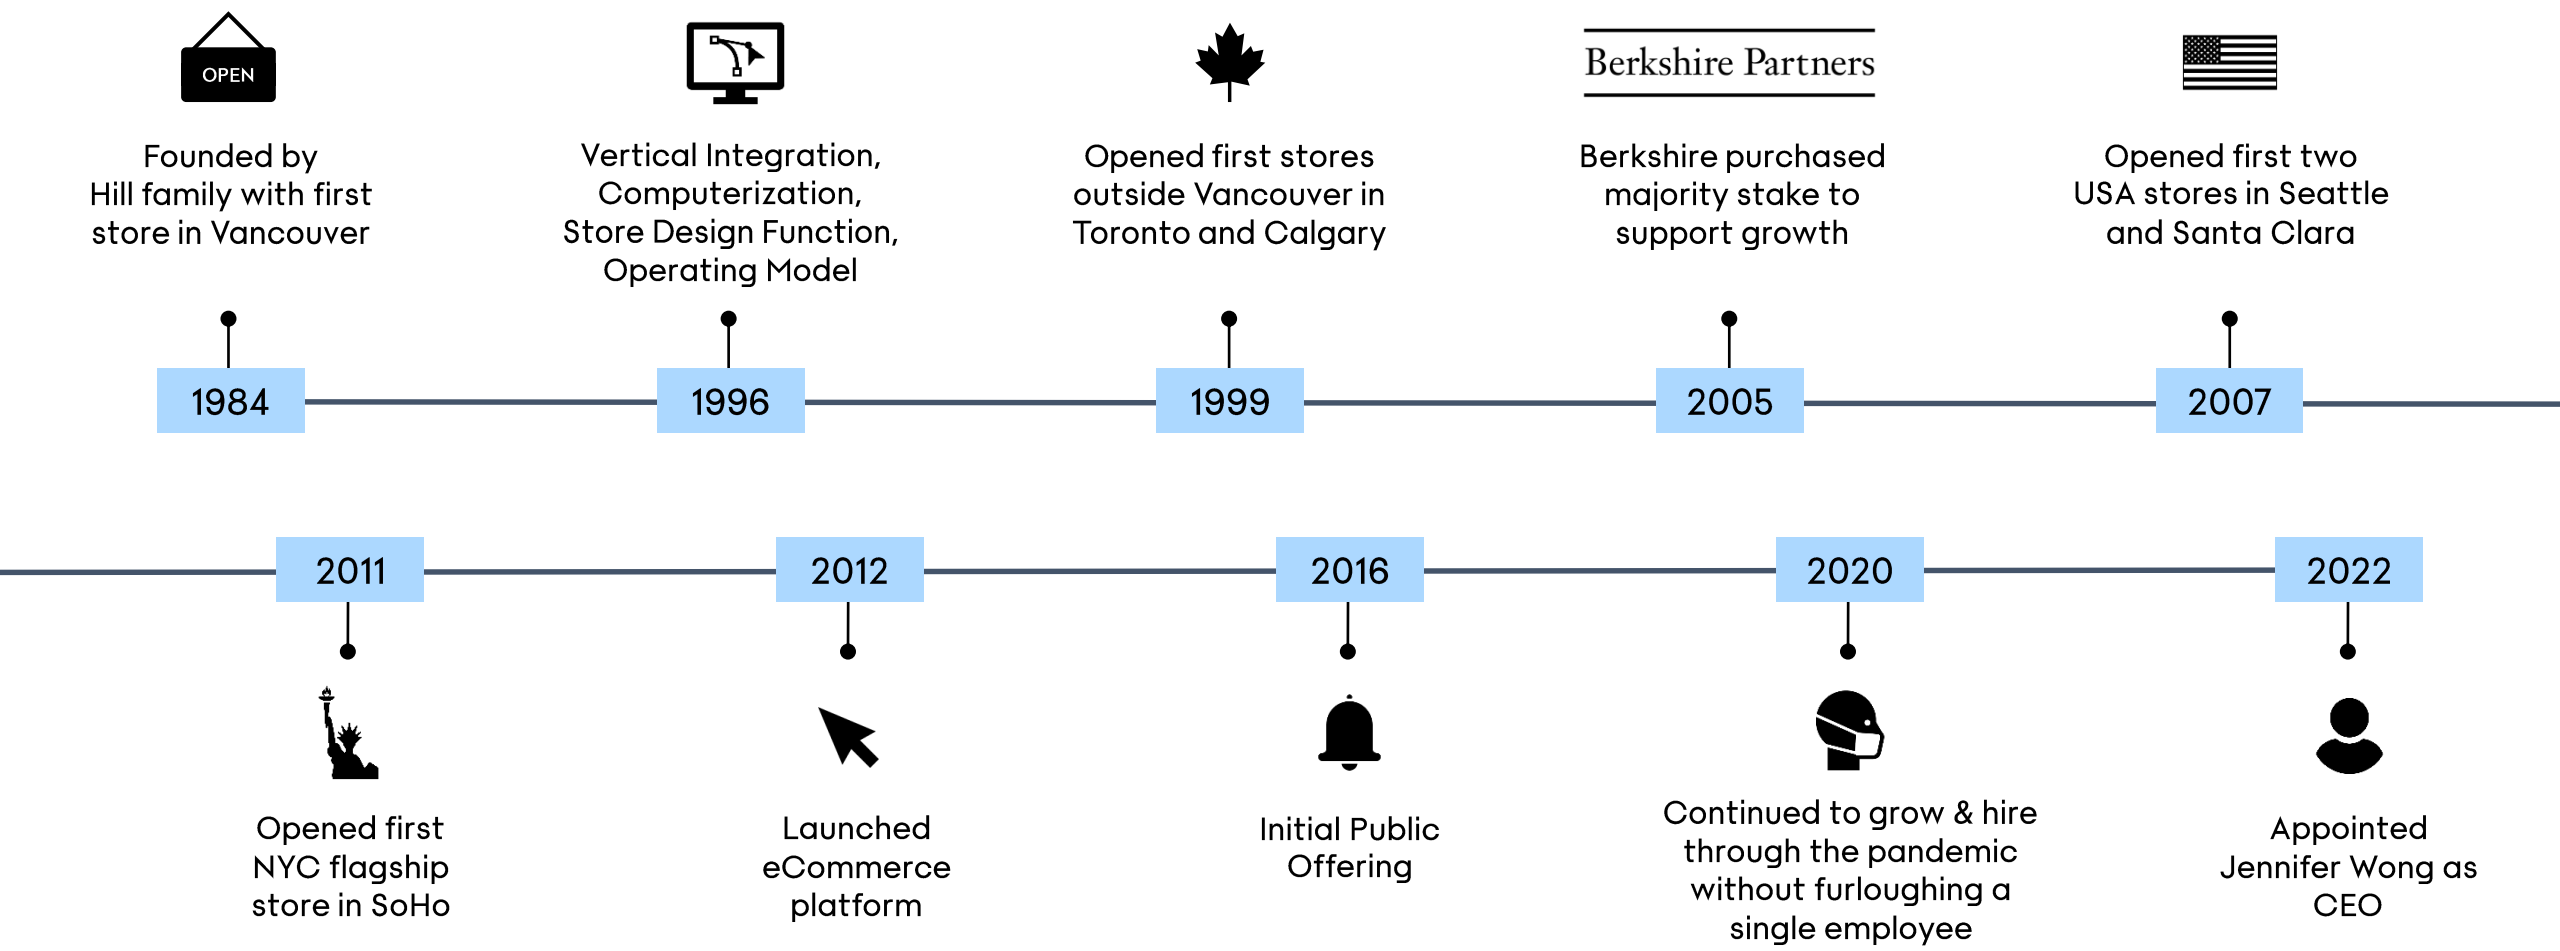 OPEN
Founded by
Hill family with first
store in Vancouver
1984
Vertical Integration,
Computerization,
Store Design Function,
Operating Model
1996
Opened first stores
outside Vancouver in
Toronto and Calgary
1999
Berkshire Partners
Berkshire purchased
majority stake to
support growth
2005
Opened first two
USA stores in Seattle
and Santa Clara
2007
2011
Opened first
NYC flagship
store in SoHo
2012
Launched
eCommerce
platform
2016
Initial Public
Offering
2020
Continued to grow & hire
through the pandemic
without furloughing a
single employee
2022
Appointed
Jennifer Wong as
CEO